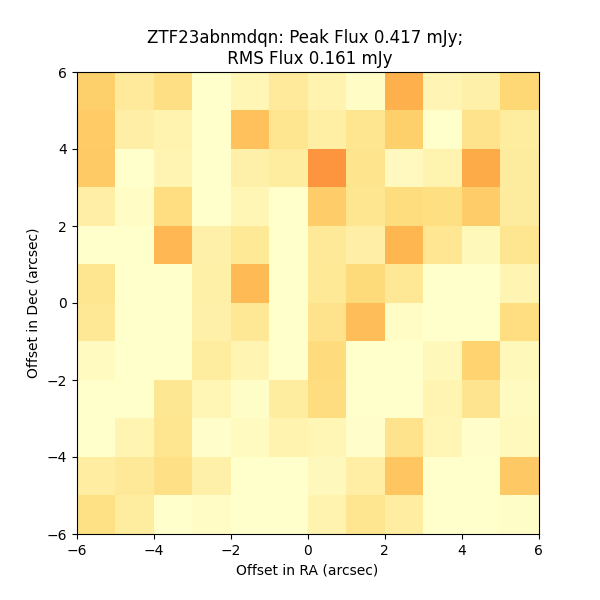 ZTF23abnmdqn: Peak Flux 0.417 mJy;
RMS Flux 0.161 mJy
6
4
2
0
−2
−4
−6
Offset in Dec (arcsec)
−6 −4 −2 0 2 4 6
Offset in RA (arcsec)